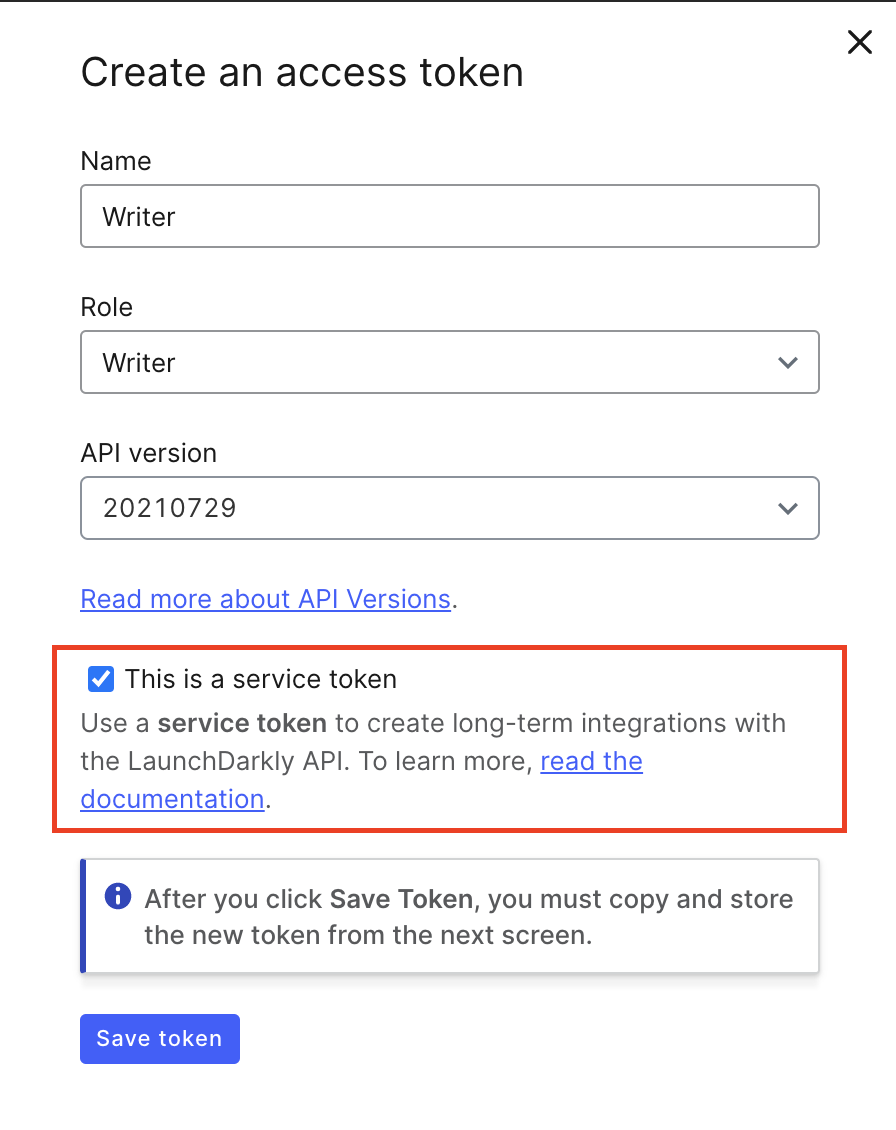 Create an access token
Name
Writer
Role
Writer
API version
20210729
Read more about API Versions.
This is a service token
Use a service token to create long-term integrations with
the LaunchDarkly API. To learn more, read the
documentation.
After you click Save Token, you must copy and store
the new token from the next screen.
Save token